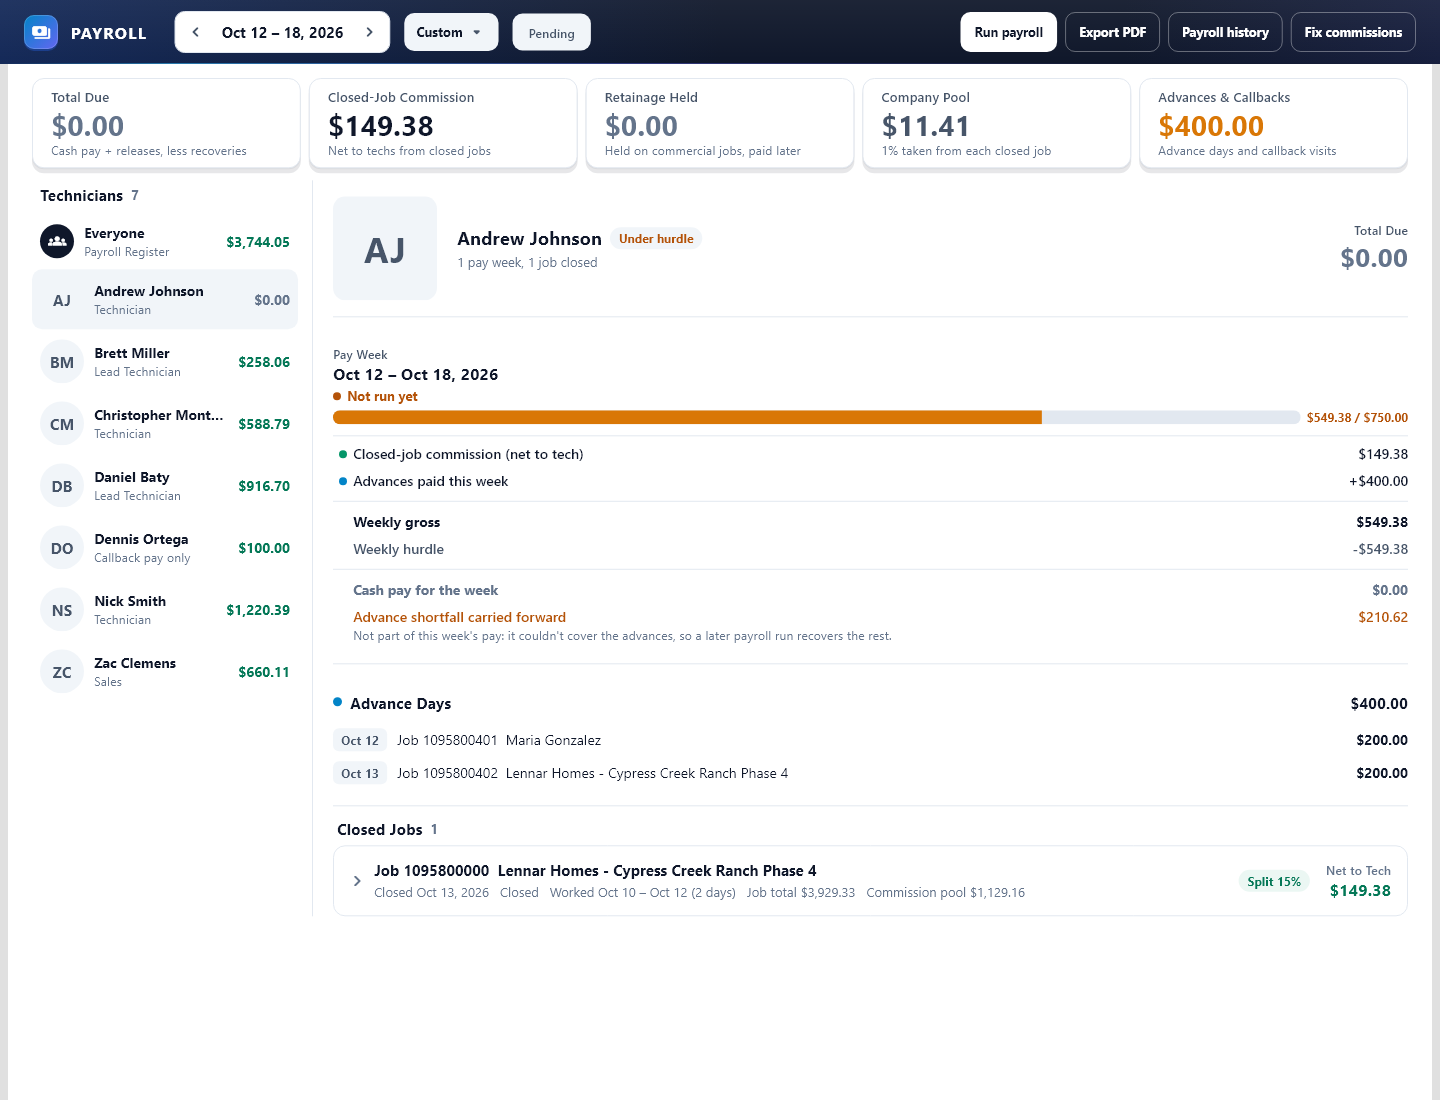 PAYROLL
Oct 12 – 18, 2026
Custom
Pending
Run payroll
Export PDF
Payroll history
Fix commissions
Total Due
$0.00
Cash pay + releases, less recoveries
Closed-Job Commission
$149.38
Net to techs from closed jobs
Retainage Held
$0.00
Held on commercial jobs, paid later
Company Pool
$11.41
1% taken from each closed job
Advances & Callbacks
$400.00
Advance days and callback visits
Technicians 7
Everyone
Payroll Register
$3,744.05
AJ
Andrew Johnson
Technician
$0.00
BM
Brett Miller
Lead Technician
$258.06
CM
Christopher Mont...
Technician
$588.79
DB
Daniel Baty
Lead Technician
$916.70
DO
Dennis Ortega
Callback pay only
$100.00
NS
Nick Smith
Technician
$1,220.39
ZC
Zac Clemens
Sales
$660.11
AJ
Andrew Johnson Under hurdle
1 pay week, 1 job closed
Total Due
$0.00
Pay Week
Oct 12 – Oct 18, 2026
Not run yet
$549.38 / $750.00
Closed-job commission (net to tech) $149.38
Advances paid this week +$400.00
Weekly gross $549.38
Weekly hurdle -$549.38
Cash pay for the week $0.00
Advance shortfall carried forward $210.62
Not part of this week's pay: it couldn't cover the advances, so a later payroll run recovers the rest.
Advance Days $400.00
Oct 12 Job 1095800401 Maria Gonzalez $200.00
Oct 13 Job 1095800402 Lennar Homes - Cypress Creek Ranch Phase 4 $200.00
Closed Jobs 1
Job 1095800000 Lennar Homes - Cypress Creek Ranch Phase 4
Closed Oct 13, 2026 Closed Worked Oct 10 – Oct 12 (2 days) Job total $3,929.33 Commission pool $1,129.16
Split 15%
Net to Tech
$149.38